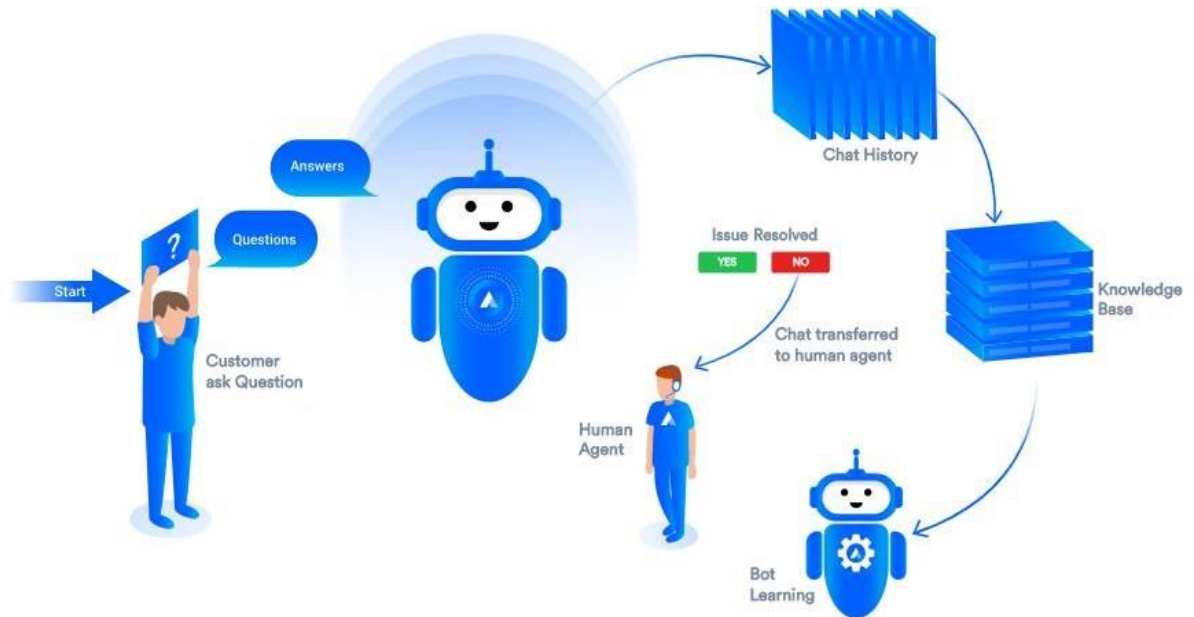 Start
?
Questions
Customer
ask Question
Answers
Chat History
Issue Resolved
YES
NO
Chat transferred
to human agent
Human
Agent
Knowledge
Base
Bot
Learning